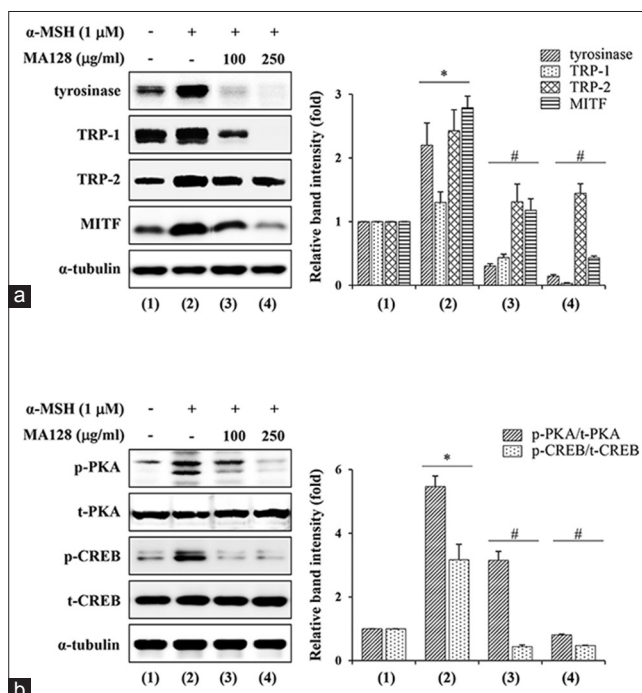 α-MSH (1 μM) - + + +
MA128 (μg/ml) - - 100 250
tyrosinase
TRP-1
TRP-2
MITF
α-tubulin
(1) (2) (3) (4)
a
Relative band intensity (fold)
3
2
1
0
* # #
tyrosinase
TRP-1
TRP-2
MITF
(1) (2) (3) (4)
α-MSH (1 μM) - + + +
MA128 (μg/ml) - - 100 250
p-PKA
t-PKA
p-CREB
t-CREB
α-tubulin
(1) (2) (3) (4)
b
Relative band intensity (fold)
6
4
2
0
* # #
p-PKA/t-PKA
p-CREB/t-CREB
(1) (2) (3) (4)